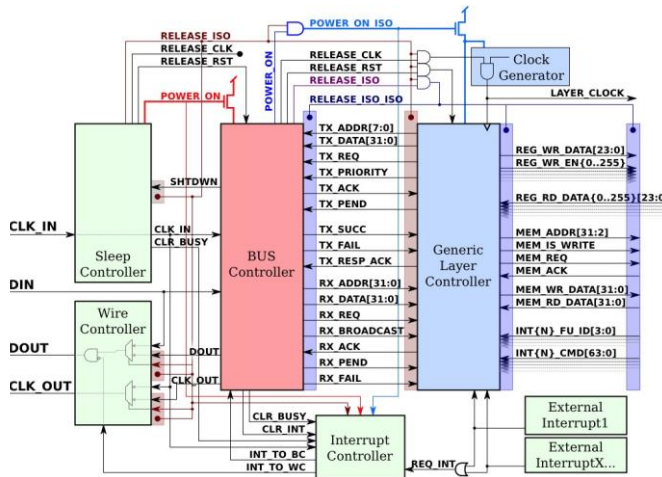 RELEASE_ISO
POWER_ON_ISO
RELEASE_CLK
RELEASE_RST
POWER_ON
POWER_ON
RELEASE_CLK
RELEASE_RST
RELEASE_ISO
RELEASE_ISO_ISO
Clock
Generator
LAYER_CLOCK
TX_ADDR[7:0]
TX_DATA[31:0]
TX_REQ
TX_PRIORITY
TX_ACK
TX_PEND
TX_SUCC
TX_FAIL
TX_RESP_ACK
RX_ADDR[31:0]
RX_DATA[31:0]
RX_REQ
RX_BROADCAST
RX_ACK
RX_PEND
RX_FAIL
REG_WR_DATA[23:0]
REG_WR_EN{0..255}
REG_RD_DATA{0..255}[23:0
MEM_ADDR[31:2]
MEM_IS_WRITE
MEM_REQ
MEM_ACK
MEM_WR_DATA[31:0]
MEM_RD_DATA[31:0]
INT{N}_FU_ID[3:0]
INT{N}_CMD[63:0]
SHTDWN
CLK_IN
CLK_IN
CLR_BUSY
Sleep
Controller
BUS
Controller
Generic
Layer
Controller
DIN
Wire
Controller
DOUT
DOUT
CLK_OUT
CLK_OUT
CLR_BUSY
CLR_INT
INT_TO_BC
INT_TO_WC
Interrupt
Controller
REQ_INT
External
Interrupt1
External
InterruptX...